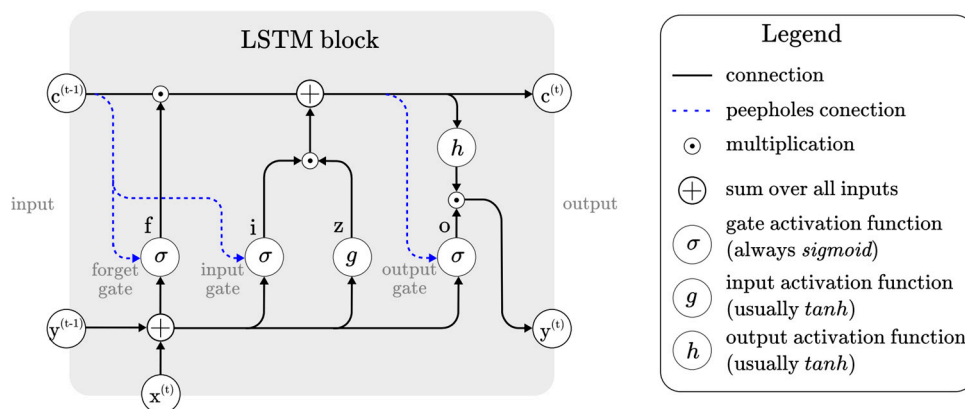 LSTM block
c(t-1)
c(t)
h
input
output
f
i
z
o
σ
σ
g
σ
forget
gate
input
gate
output
gate
y(t-1)
y(t)
x(t)
Legend
connection
peepholes conection
multiplication
sum over all inputs
σ
gate activation function
(always sigmoid)
g
input activation function
(usually tanh)
h
output activation function
(usually tanh)